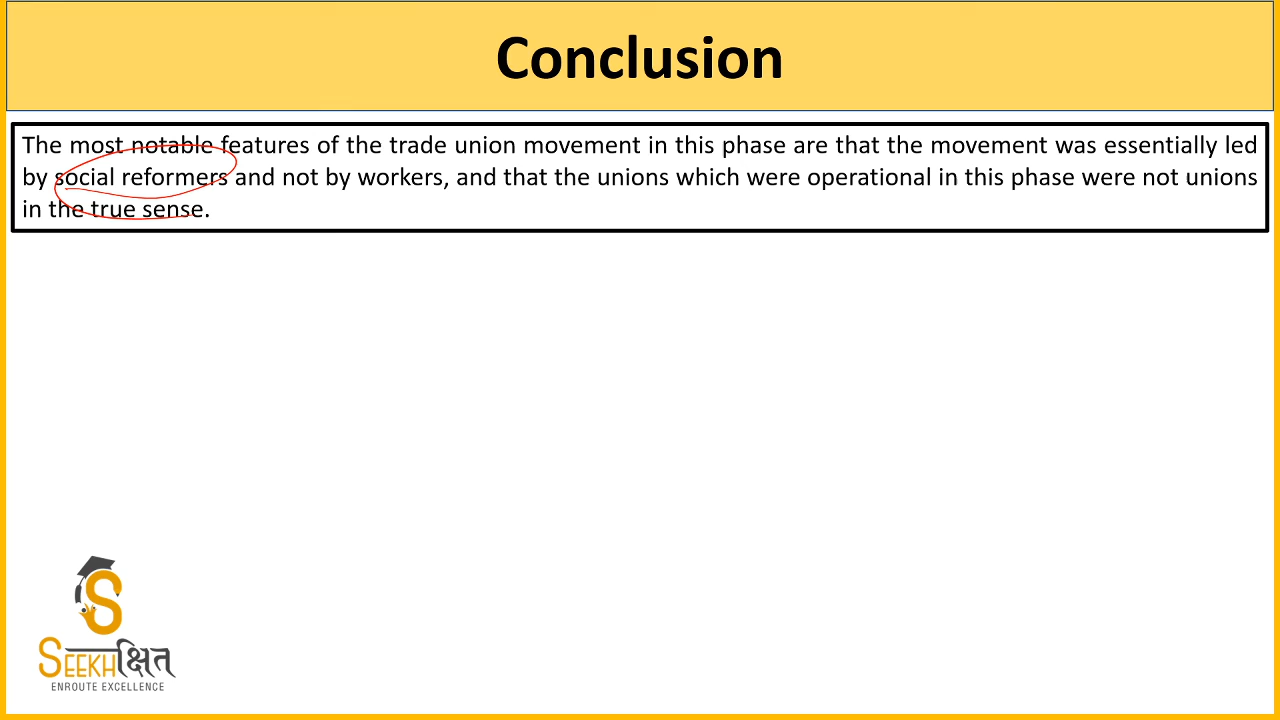 Conclusion
The most notable features of the trade union movement in this phase are that the movement was essentially led
by social reformers and not by workers, and that the unions which were operational in this phase were not unions
in the true sense.
SEEKHक्षित
ENROUTE EXCELLENCE